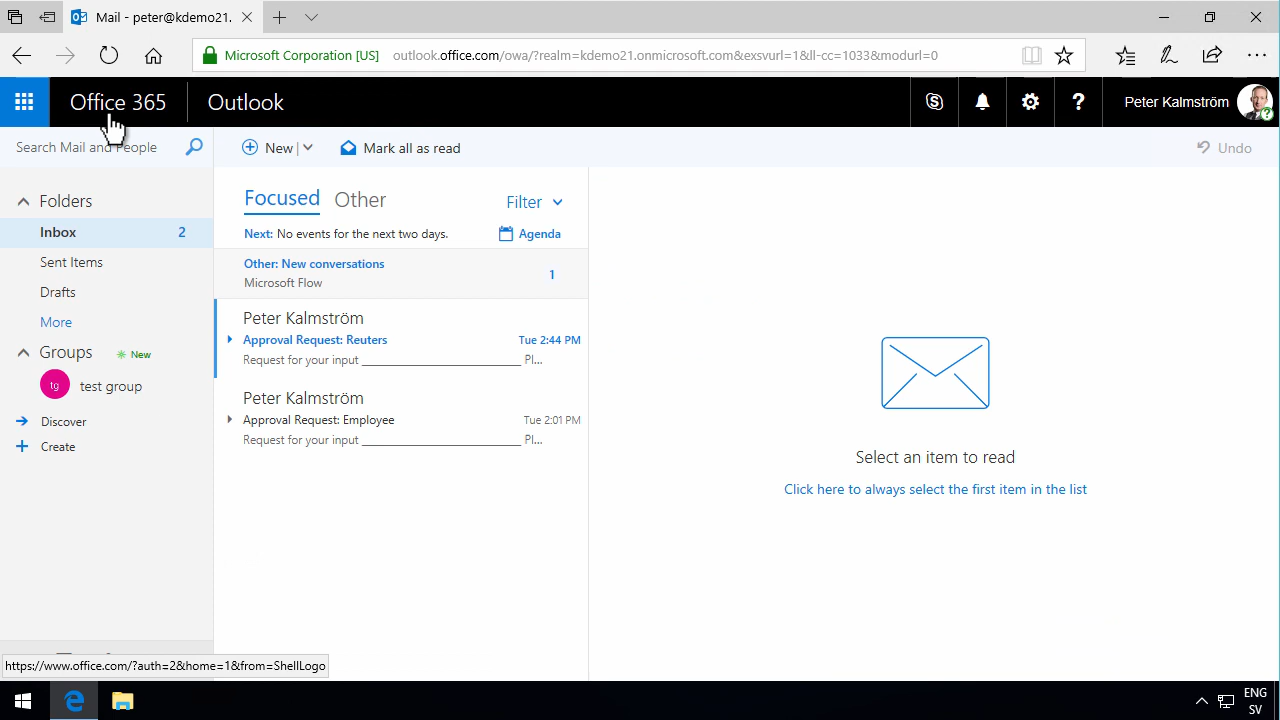 Mail - peter@kdemo21.
Microsoft Corporation [US] outlook.office.com/owa/?realm=kdemo21.onmicrosoft.com&exsvurl=1&ll-cc=1033&modurl=0
Office 365 Outlook ? Peter Kalmström
Search Mail and People
New Mark all as read Undo
Folders
Inbox 2
Sent Items
Drafts
More
Groups New
tg test group
Discover
Create
Focused Other Filter
Next: No events for the next two days. Agenda
Other: New conversations 1
Microsoft Flow
Peter Kalmström
Approval Request: Reuters Tue 2:44 PM
Request for your input ______________________ Pl...
Peter Kalmström
Approval Request: Employee Tue 2:01 PM
Request for your input ______________________ Pl...
Select an item to read
Click here to always select the first item in the list
https://www.office.com/?auth=2&home=1&from=ShellLogo
ENG
SV